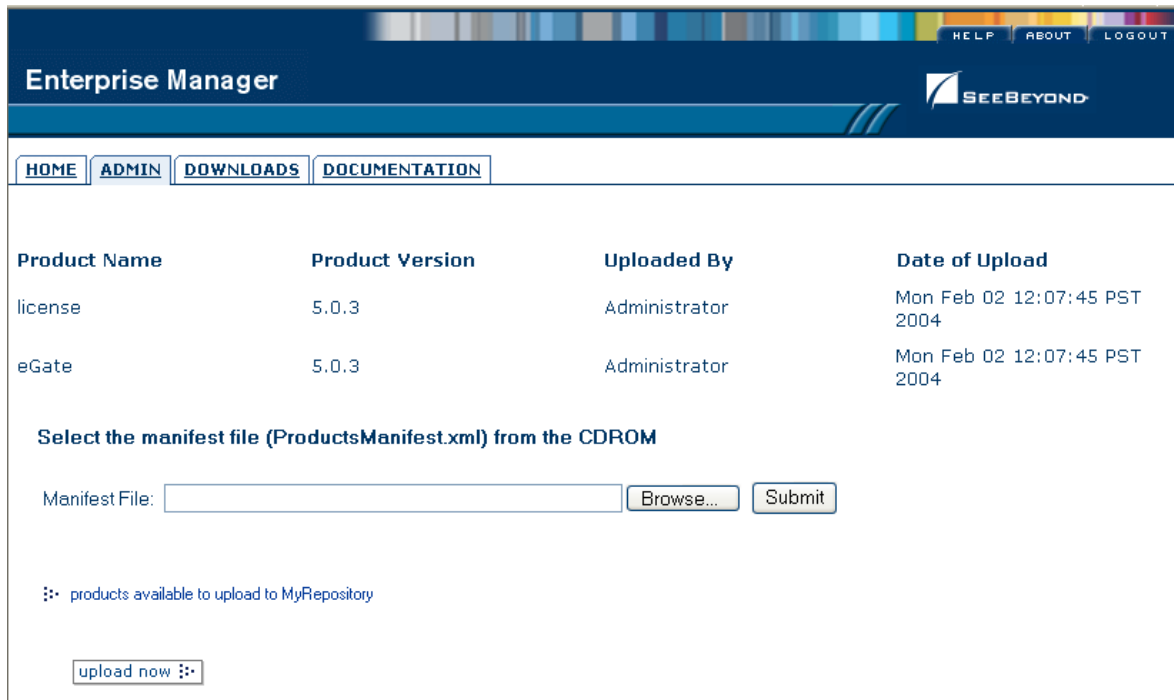 HELP ABOUT LOGOUT
Enterprise Manager
SEEBEYOND
HOME ADMIN DOWNLOADS DOCUMENTATION
Product Name Product Version Uploaded By Date of Upload
license 5.0.3 Administrator Mon Feb 02 12:07:45 PST
2004
eGate 5.0.3 Administrator Mon Feb 02 12:07:45 PST
2004
Select the manifest file (ProductsManifest.xml) from the CDROM
Manifest File: Browse... Submit
products available to upload to MyRepository
upload now